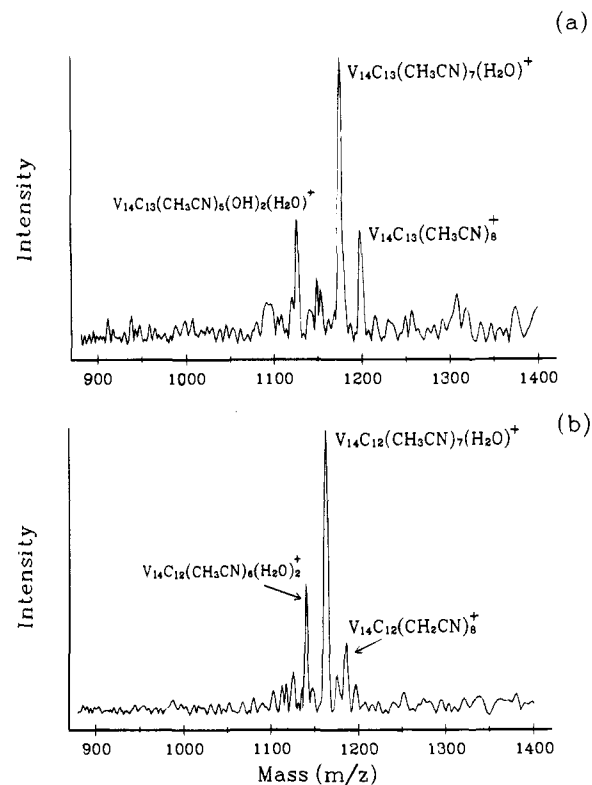 (a)
V₁₄C₁₃(CH₃CN)₇(H₂O)⁺
V₁₄C₁₃(CH₃CN)₅(OH)₂(H₂O)⁺
V₁₄C₁₃(CH₃CN)₈⁺
Intensity
900 1000 1100 1200 1300 1400
(b)
V₁₄C₁₂(CH₃CN)₇(H₂O)⁺
V₁₄C₁₂(CH₃CN)₆(H₂O)₂⁺
V₁₄C₁₂(CH₂CN)₈⁺
Intensity
900 1000 1100 1200 1300 1400
Mass (m/z)